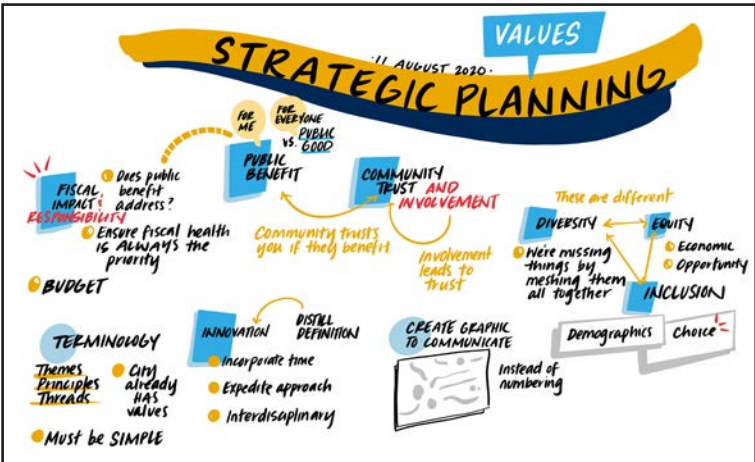 VALUES
· 11 AUGUST 2020 ·
STRATEGIC PLANNING
FOR
ME
FOR
EVERYONE
VS. PUBLIC
GOOD
PUBLIC
BENEFIT
FISCAL
IMPACT &
RESPONSIBILITY
Does public
benefit
address?
Ensure fiscal health
is ALWAYS the
priority
BUDGET
COMMUNITY
TRUST AND
INVOLVEMENT
Community trusts
you if they benefit
Involvement
leads to
trust
These are different
DIVERSITY
EQUITY
Economic
Opportunity
We're missing
things by
meshing them
all together
INCLUSION
Demographics
Choice
TERMINOLOGY
Themes
Principles
Threads
City
already
HAS
values
Must be SIMPLE
INNOVATION
DISTILL
DEFINITION
Incorporate time
Expedite approach
Interdisciplinary
CREATE GRAPHIC
TO COMMUNICATE
Instead of
numbering